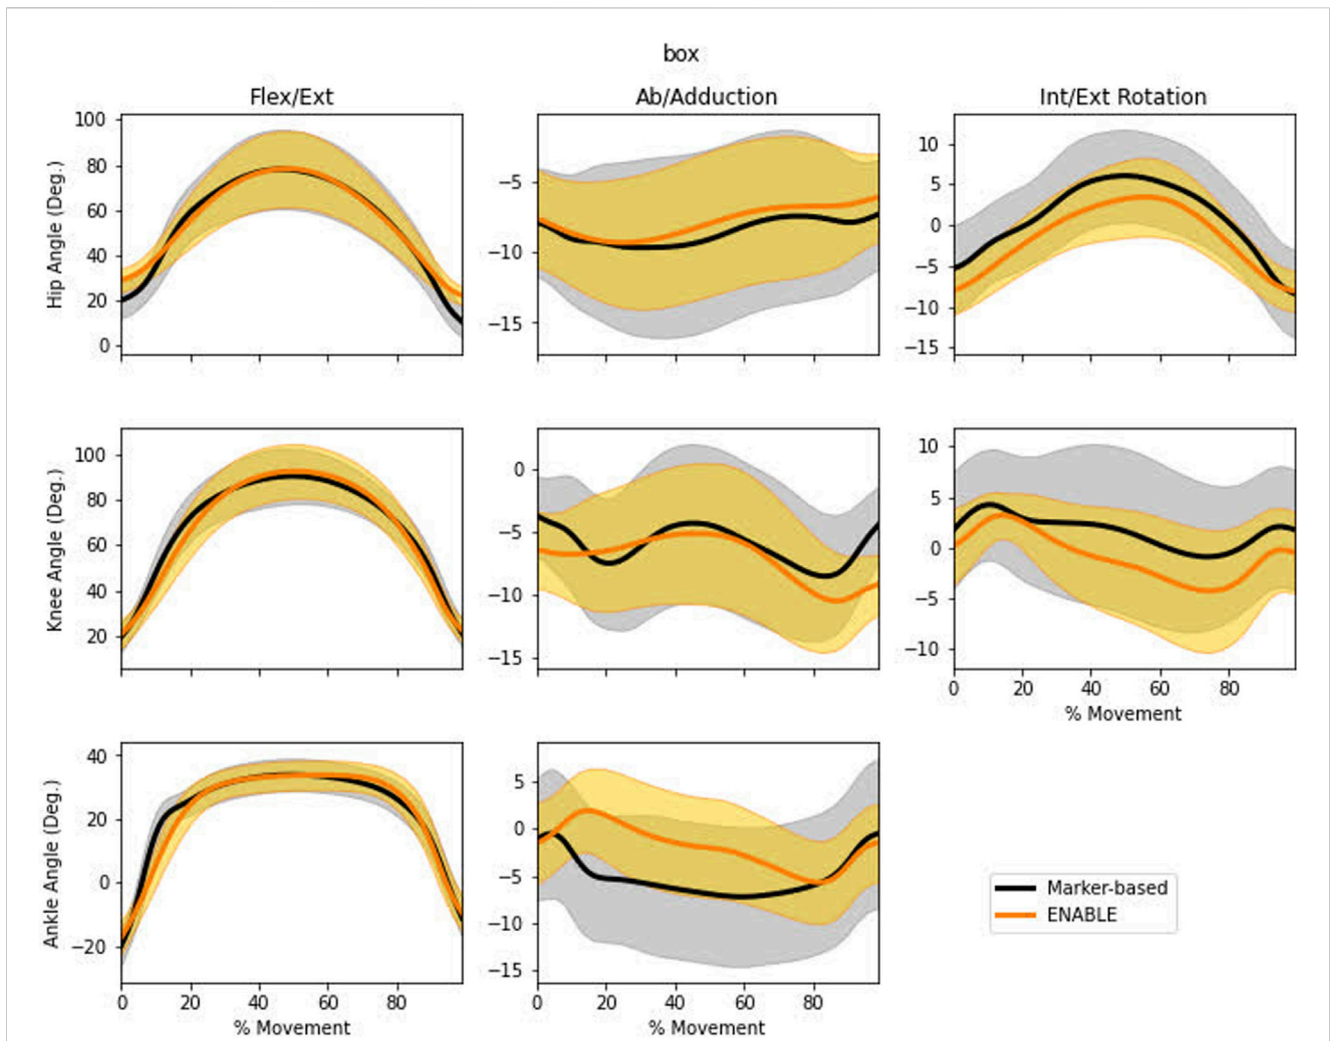 box
Flex/Ext
Ab/Adduction
Int/Ext Rotation
Hip Angle (Deg.)
100
80
60
40
20
0
−5
−10
−15
10
5
0
−5
−10
−15
Knee Angle (Deg.)
100
80
60
40
20
0
−5
−10
−15
10
5
0
−5
−10
0 20 40 60 80
% Movement
Ankle Angle (Deg.)
40
20
0
−20
0 20 40 60 80
% Movement
5
0
−5
−10
−15
0 20 40 60 80
% Movement
Marker-based
ENABLE